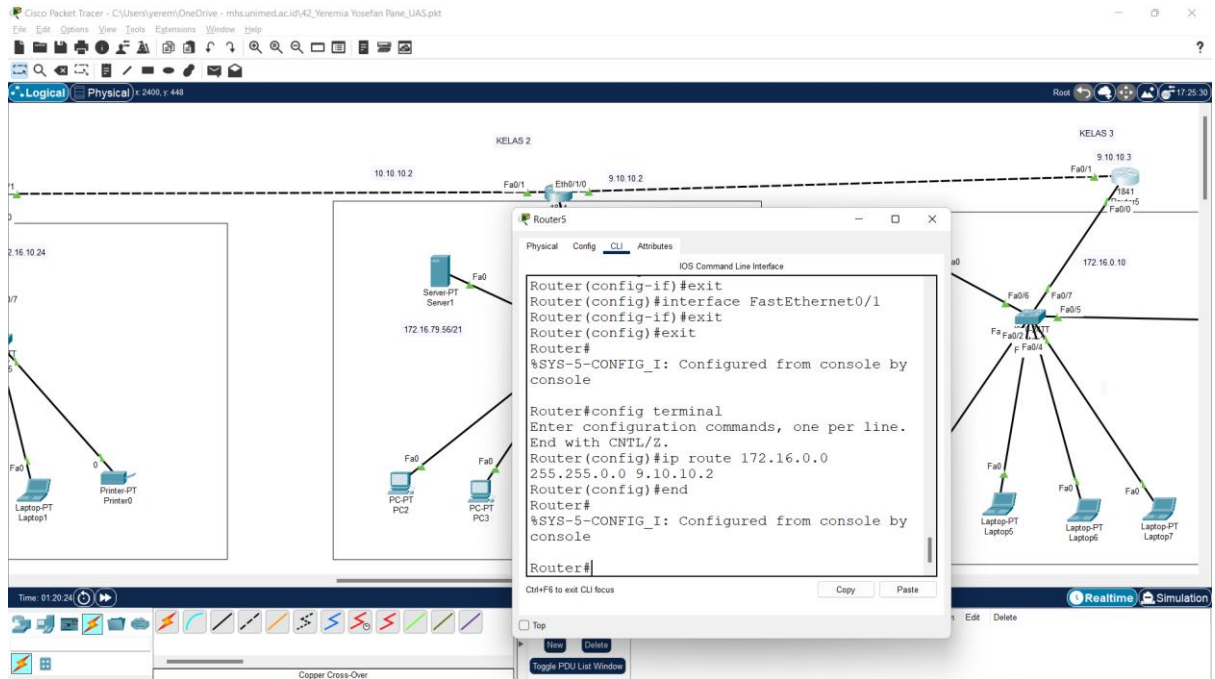 Cisco Packet Tracer - C:\Users\yerem\OneDrive - mhs.unimed.ac.id\42_Yeremia Yosefan Pane_UAS.pkt
File Edit Options View Tools Extensions Window Help
?
Logical Physical x: 2400, y: 448
Root 17:25:30
KELAS 2
KELAS 3
10.10.10.2
9.10.10.2
9.10.10.3
Fa0/1
Eth0/1/0
Fa0/1
1841
Fa0/0
2.16.10.24
172.16.0.10
Server-PT
Server1
Fa0
172.16.79.56/21
Fa0/6
Fa0/7
Fa0/5
Fa0/2
Fa0/4
Fa0
Laptop-PT
Laptop1
0
Printer-PT
Printer0
Fa0
PC-PT
PC2
Fa0
PC-PT
PC3
Fa0
Laptop-PT
Laptop5
Fa0
Laptop-PT
Laptop6
Fa0
Laptop-PT
Laptop7
Router5
Physical Config CLI Attributes
IOS Command Line Interface
Router(config-if)#exit
Router(config)#interface FastEthernet0/1
Router(config-if)#exit
Router(config)#exit
Router#
%SYS-5-CONFIG_I: Configured from console by
console
Router#config terminal
Enter configuration commands, one per line.
End with CNTL/Z.
Router(config)#ip route 172.16.0.0
255.255.0.0 9.10.10.2
Router(config)#end
Router#
%SYS-5-CONFIG_I: Configured from console by
console
Router#
Ctrl+F6 to exit CLI focus
Copy Paste
Top
Time: 01:20:24
Realtime Simulation
Edit Delete
New Delete
Toggle PDU List Window
Copper Cross-Over